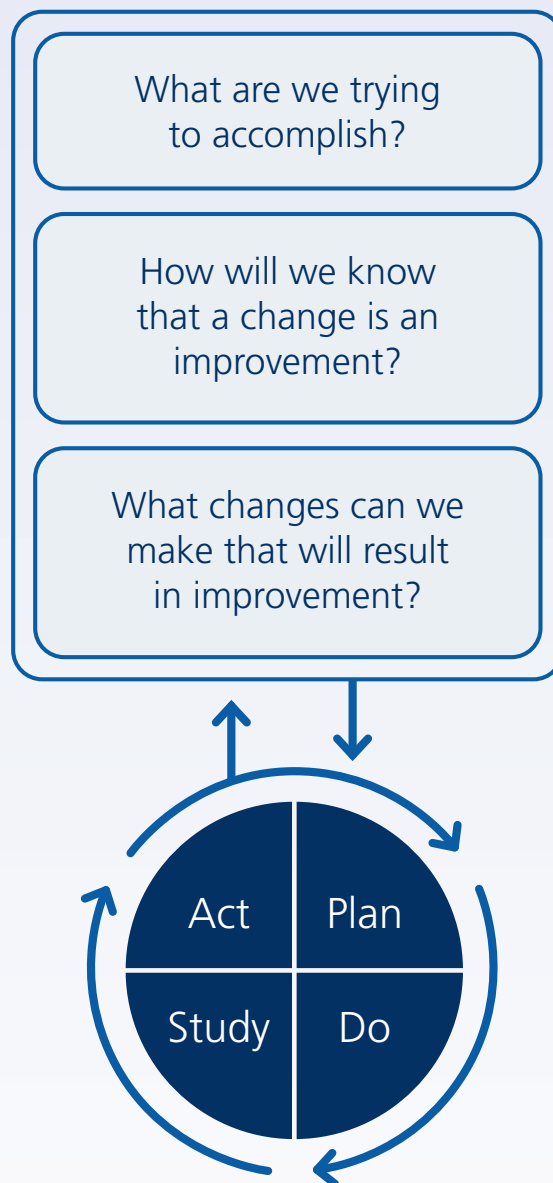 What are we trying
to accomplish?
How will we know
that a change is an
improvement?
What changes can we
make that will result
in improvement?
Act
Plan
Study
Do